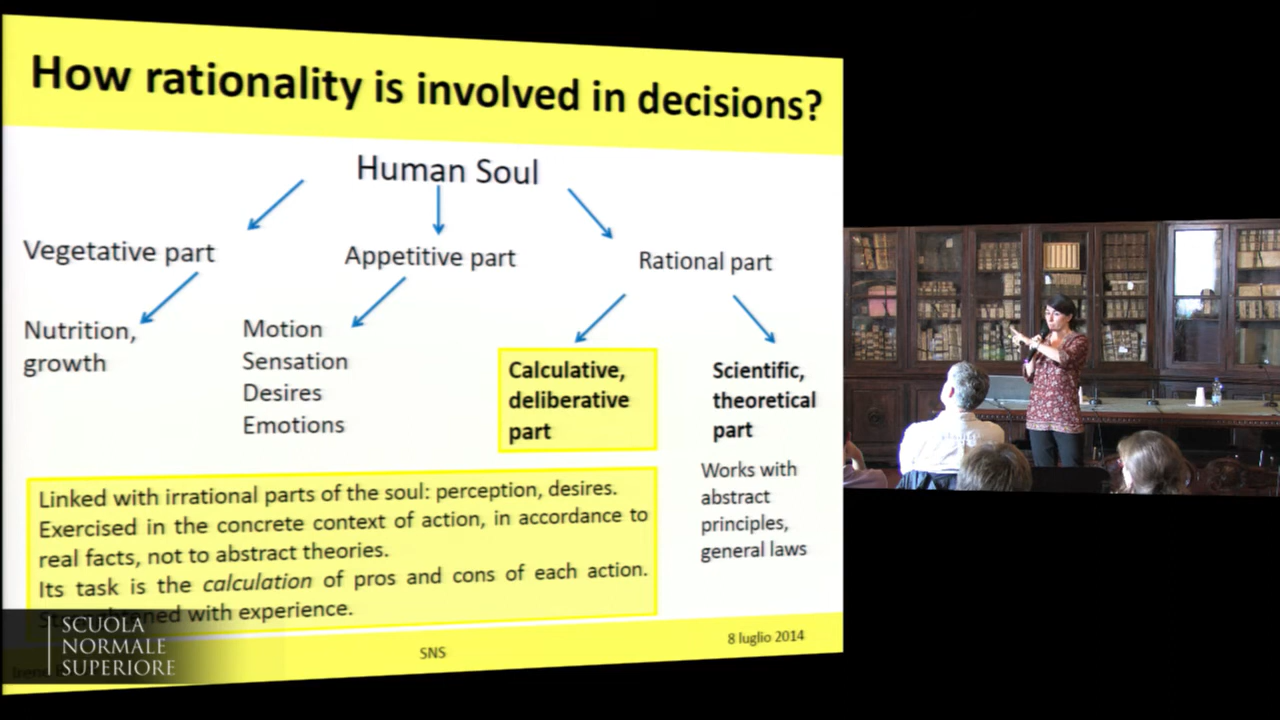 How rationality is involved in decisions?
Human Soul
Vegetative part
Appetitive part
Rational part
Nutrition,
growth
Motion
Sensation
Desires
Emotions
Calculative,
deliberative
part
Scientific,
theoretical
part
Works with
abstract
principles,
general laws
Linked with irrational parts of the soul: perception, desires.
Exercised in the concrete context of action, in accordance to
real facts, not to abstract theories.
Its task is the calculation of pros and cons of each action.
with experience.
SCUOLA
NORMALE
SUPERIORE
SNS
8 luglio 2014